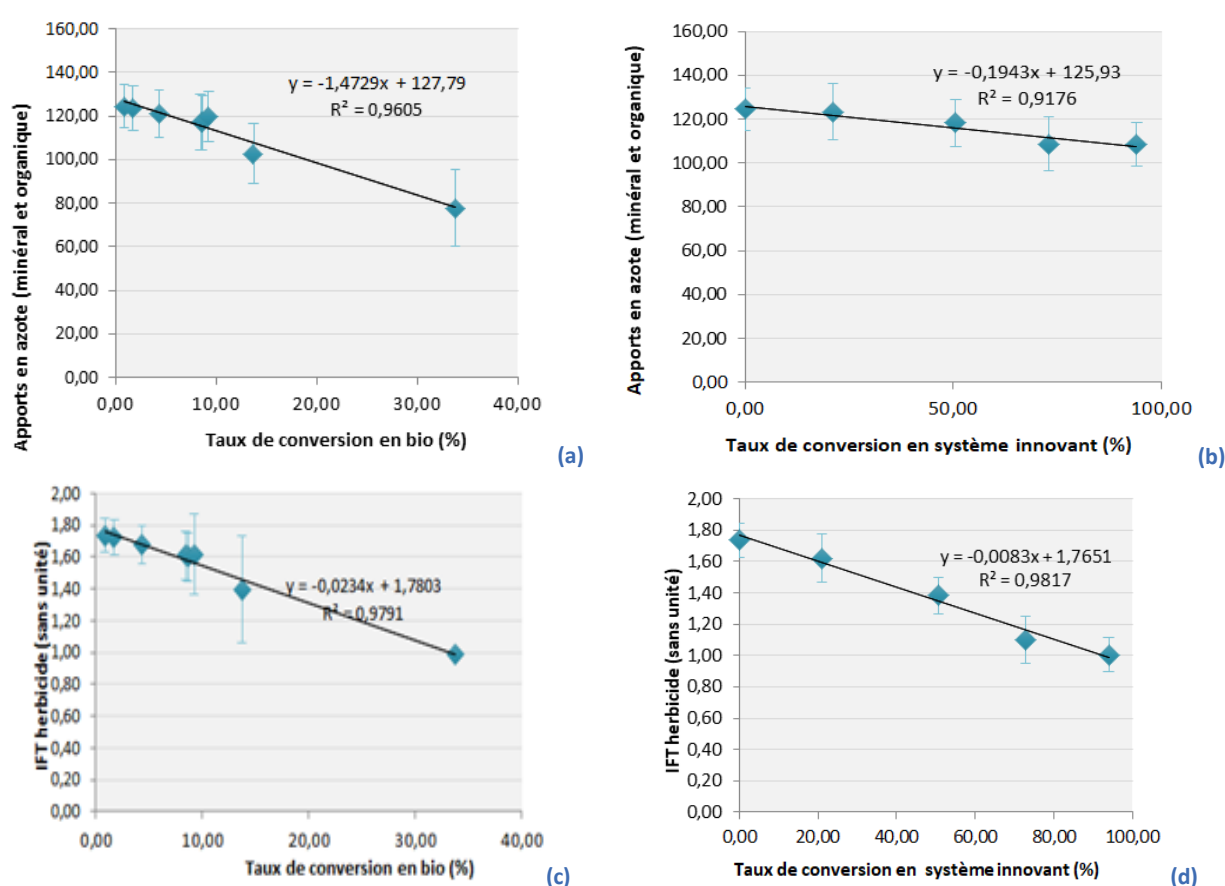 160,00
140,00
120,00
100,00
80,00
60,00
40,00
20,00
0,00
Apports en azote (minéral et organique)
y = -1,4729x + 127,79
R² = 0,9605
0,00 10,00 20,00 30,00 40,00
Taux de conversion en bio (%)
(a)
160,00
140,00
120,00
100,00
80,00
60,00
40,00
20,00
0,00
Apports en azote (minéral et organique)
y = -0,1943x + 125,93
R² = 0,9176
0,00 50,00 100,00
Taux de conversion en système innovant (%)
(b)
2,00
1,80
1,60
1,40
1,20
1,00
0,80
0,60
0,40
0,20
0,00
IFT herbicide (sans unité)
y = -0,0234x + 1,7803
R² = 0,9791
0,00 10,00 20,00 30,00 40,00
Taux de conversion en bio (%)
(c)
2,00
1,80
1,60
1,40
1,20
1,00
0,80
0,60
0,40
0,20
0,00
IFT herbicide (sans unité)
y = -0,0083x + 1,7651
R² = 0,9817
0,00 20,00 40,00 60,00 80,00 100,00
Taux de conversion en système innovant (%)
(d)